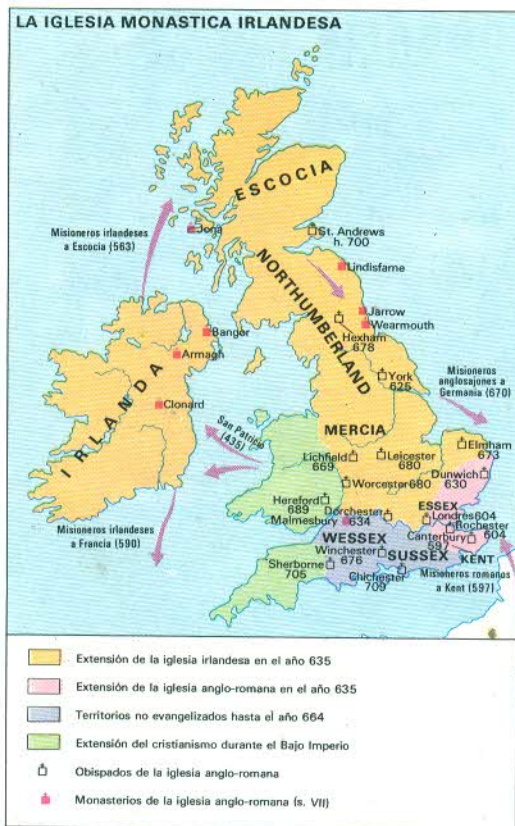 LA IGLESIA MONASTICA IRLANDESA
ESCOCIA
Misioneros irlandeses
a Escocia (563)
Jona
St. Andrews
h. 700
Lindisfarne
NORTHUMBERLAND
Jarrow
Wearmouth
Hexham
678
Bangor
Armagh
Clonard
IRLANDA
York
625
Misioneros
anglosajones a
Germania (670)
MERCIA
San Patricio
(435)
Elmham
673
Lichfield
669
Leicester
680
Dunwich
630
Worcester 680
Hereford
689
ESSEX
Dorchester
634
Londres 604
Rochester
604
Malmesbury
Canterbury
597
Misioneros irlandeses
a Francia (590)
WESSEX
SUSSEX
KENT
Winchester
676
Sherborne
705
Chichester
709
Misioneros romanos
a Kent (597)
Extensión de la iglesia irlandesa en el año 635
Extensión de la iglesia anglo-romana en el año 635
Territorios no evangelizados hasta el año 664
Extensión del cristianismo durante el Bajo Imperio
Obispados de la iglesia anglo-romana
Monasterios de la iglesia anglo-romana (s. VII)